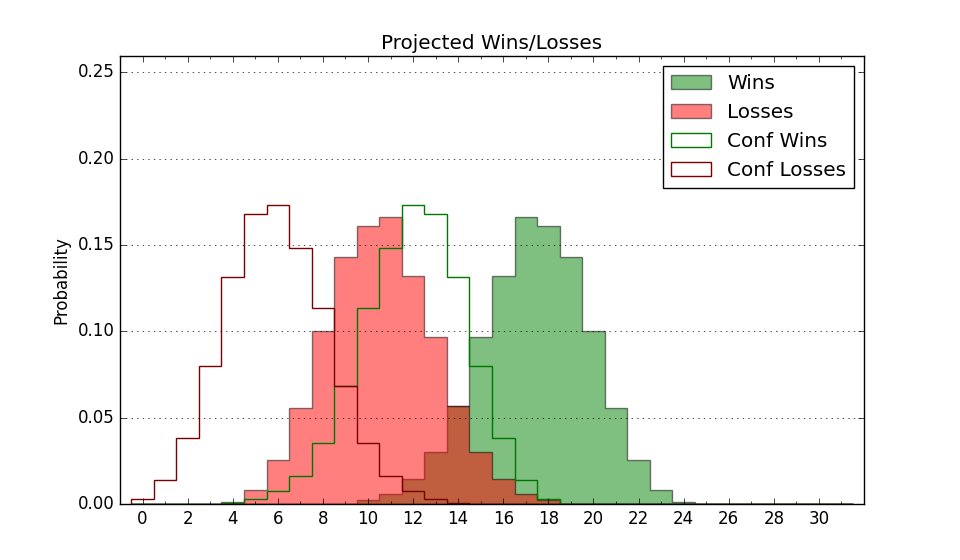 Projected Wins/Losses
0.25
0.20
0.15
0.10
0.05
0.00
Probability
Wins
Losses
Conf Wins
Conf Losses
0 2 4 6 8 10 12 14 16 18 20 22 24 26 28 30